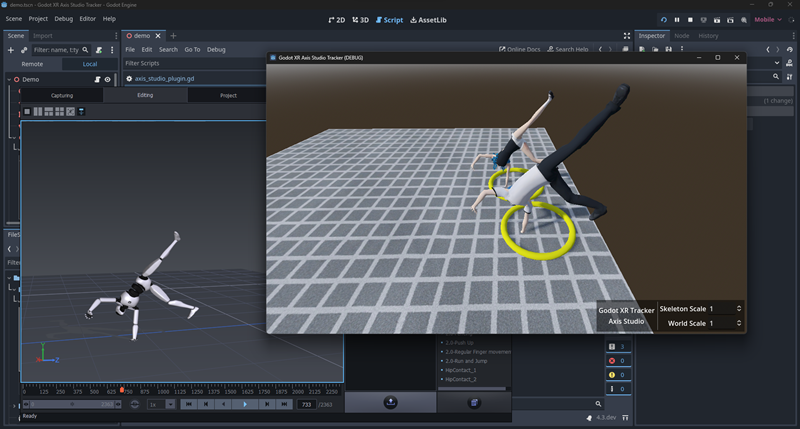 demo.tscn - Godot XR Axis Studio Tracker - Godot Engine
Scene Project Debug Editor Help
2D 3D Script AssetLib
Mobile
Scene Import
demo
Inspector Node History
Filter: name, t:ty
File Edit Search Go To Debug
Online Docs Search Help
Remote Local
Filter Scripts
Godot XR Axis Studio Tracker (DEBUG)
Demo
axis_studio_plugin.gd
Capturing Editing Project
(1 change)
FileS
Filter
Godot XR Tracker
Axis Studio
Skeleton Scale 1
World Scale 1
2.0-Push Up
2.0-Regular Finger movemen
2.0-Run and Jump
HipContact_1
HipContact_2
3
0
0
0
Y
Z
0 125 250 375 500 625 750 875 1000 1250 1500 1750 2000 2250
0
2363
1x
733 /2363
Ready
4.3.dev